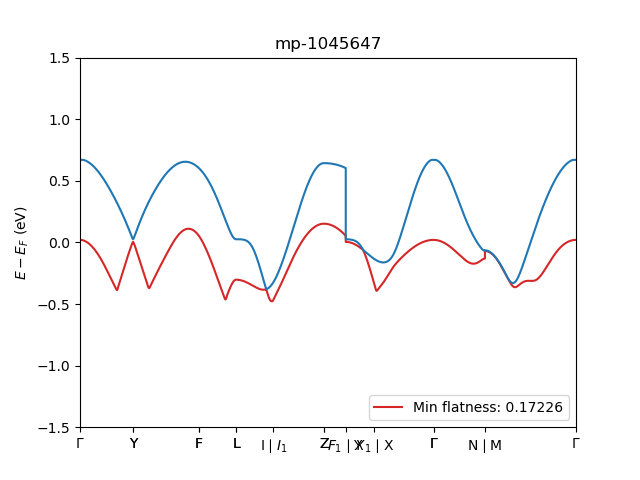 mp-1045647
E − E_F (eV)
1.5
1.0
0.5
0.0
−0.5
−1.0
−1.5
Min flatness: 0.17226
Γ Y F L I | I₁ Z F₁ | X | X Γ N | M Γ